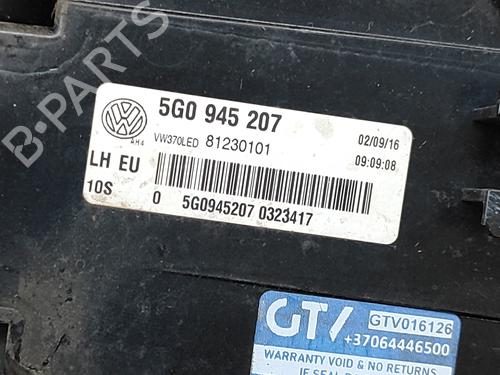 B-PARTS
5G0 945 207
02/09/16
AH4
VW370LED 81230101
09:09:08
LH EU
10S
0 5G0945207 0323417
GTV
GTV016126
+37064446500
WARRANTY VOID & NO RETURNS